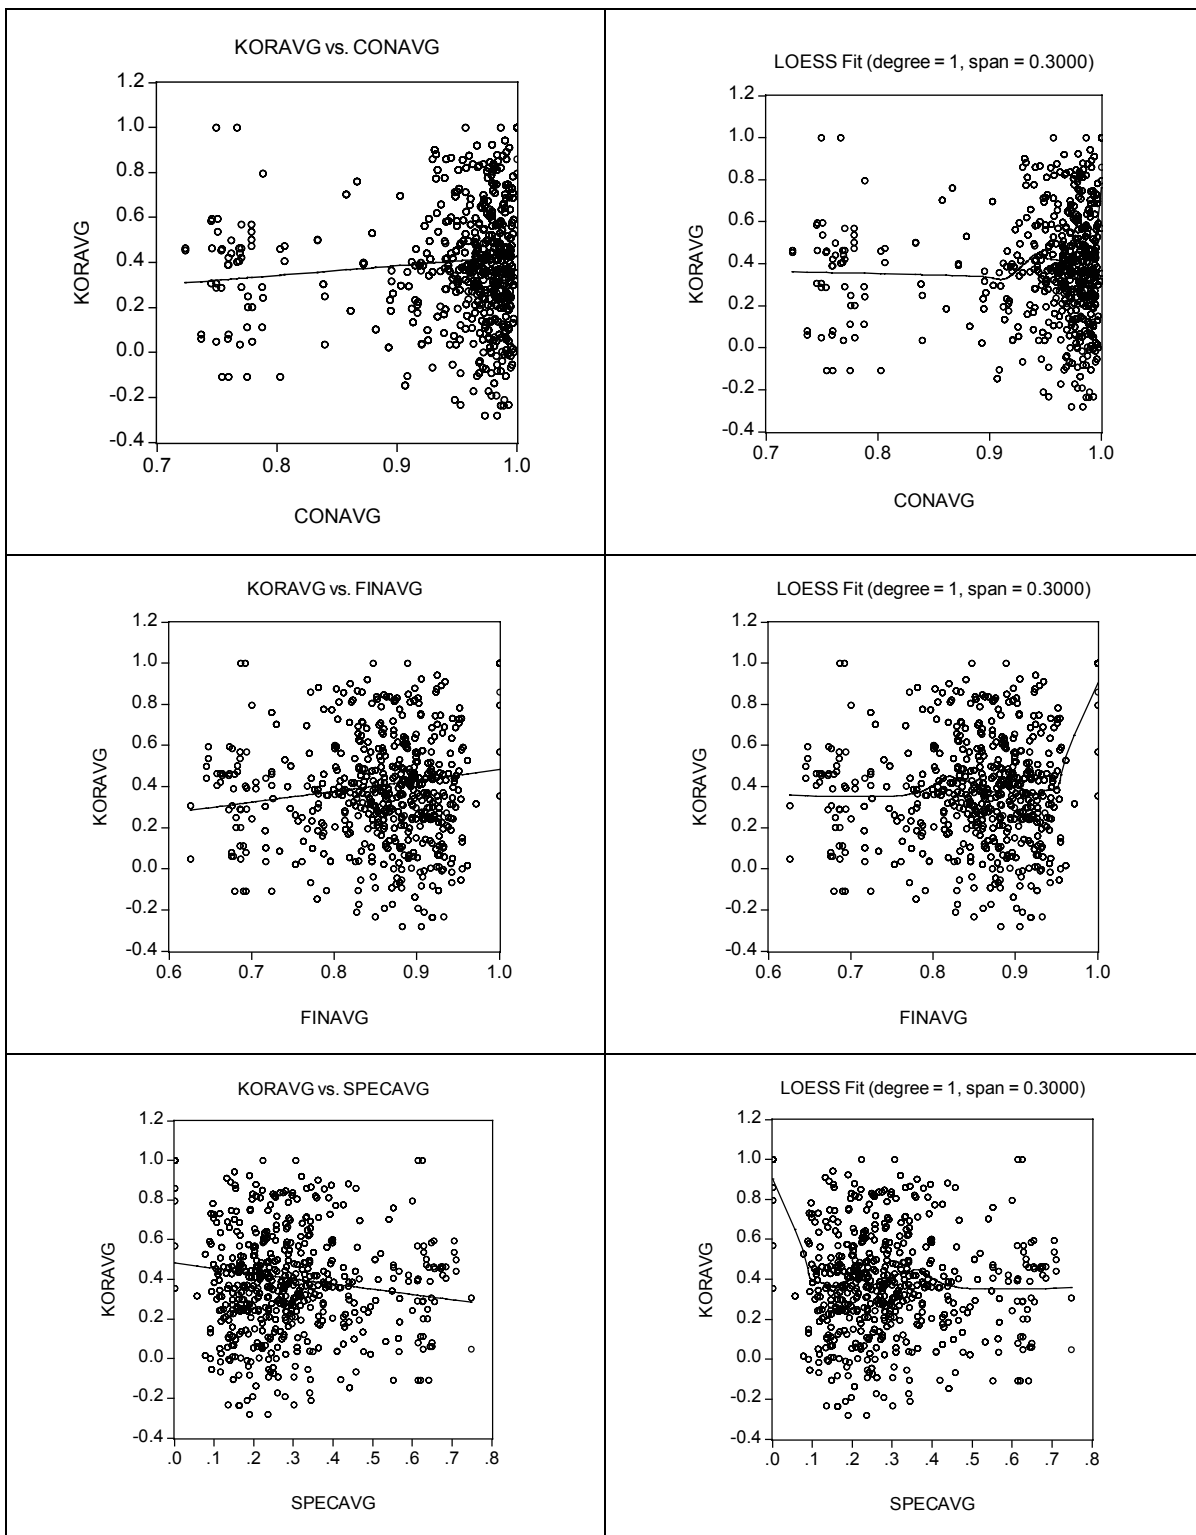 KORAVG vs. CONAVG
1.2
1.0
0.8
0.6
0.4
0.2
0.0
-0.2
-0.4
KORAVG
0.7 0.8 0.9 1.0
CONAVG
LOESS Fit (degree = 1, span = 0.3000)
1.2
1.0
0.8
0.6
0.4
0.2
0.0
-0.2
-0.4
KORAVG
0.7 0.8 0.9 1.0
CONAVG
KORAVG vs. FINAVG
1.2
1.0
0.8
0.6
0.4
0.2
0.0
-0.2
-0.4
KORAVG
0.6 0.7 0.8 0.9 1.0
FINAVG
LOESS Fit (degree = 1, span = 0.3000)
1.2
1.0
0.8
0.6
0.4
0.2
0.0
-0.2
-0.4
KORAVG
0.6 0.7 0.8 0.9 1.0
FINAVG
KORAVG vs. SPECAVG
1.2
1.0
0.8
0.6
0.4
0.2
0.0
-0.2
-0.4
KORAVG
.0 .1 .2 .3 .4 .5 .6 .7 .8
SPECAVG
LOESS Fit (degree = 1, span = 0.3000)
1.2
1.0
0.8
0.6
0.4
0.2
0.0
-0.2
-0.4
KORAVG
.0 .1 .2 .3 .4 .5 .6 .7 .8
SPECAVG